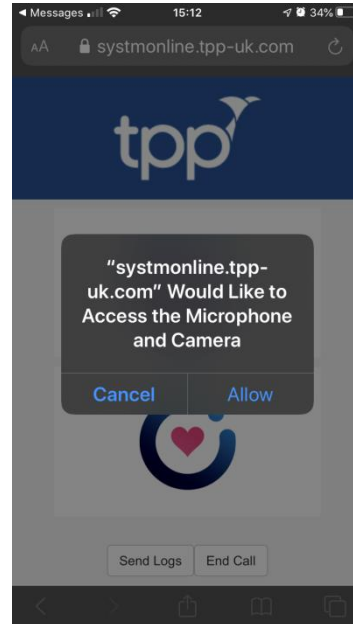 Messages 15:12 34%
AA systmonline.tpp-uk.com
tpp
“systmonline.tpp-
uk.com” Would Like to
Access the Microphone
and Camera
Cancel Allow
Send Logs End Call